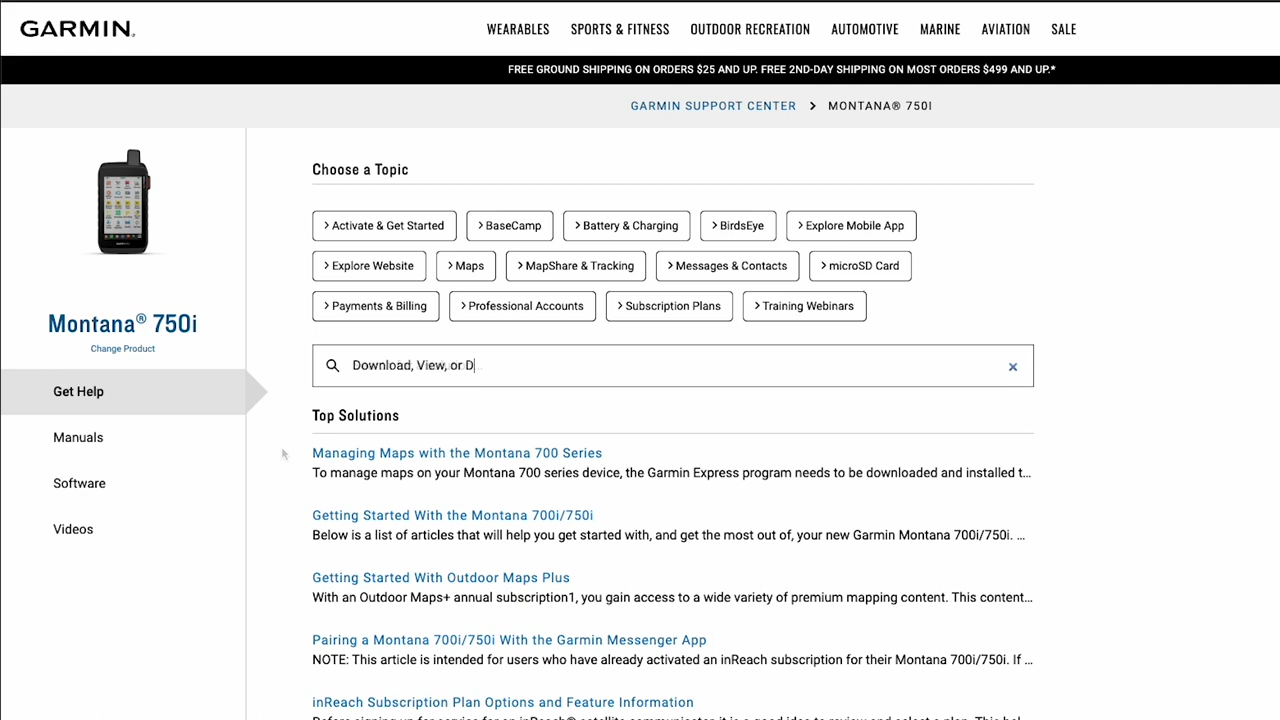 GARMIN.
WEARABLES SPORTS & FITNESS OUTDOOR RECREATION AUTOMOTIVE MARINE AVIATION SALE
FREE GROUND SHIPPING ON ORDERS $25 AND UP. FREE 2ND-DAY SHIPPING ON MOST ORDERS $499 AND UP.*
GARMIN SUPPORT CENTER > MONTANA® 750I
Montana® 750i
Change Product
Get Help
Manuals
Software
Videos
Choose a Topic
> Activate & Get Started > BaseCamp > Battery & Charging > BirdsEye > Explore Mobile App
> Explore Website > Maps > MapShare & Tracking > Messages & Contacts > microSD Card
> Payments & Billing > Professional Accounts > Subscription Plans > Training Webinars
Download, View, or D
Top Solutions
Managing Maps with the Montana 700 Series
To manage maps on your Montana 700 series device, the Garmin Express program needs to be downloaded and installed t...
Getting Started With the Montana 700i/750i
Below is a list of articles that will help you get started with, and get the most out of, your new Garmin Montana 700i/750i. ...
Getting Started With Outdoor Maps Plus
With an Outdoor Maps+ annual subscription1, you gain access to a wide variety of premium mapping content. This content...
Pairing a Montana 700i/750i With the Garmin Messenger App
NOTE: This article is intended for users who have already activated an inReach subscription for their Montana 700i/750i. If ...
inReach Subscription Plan Options and Feature Information